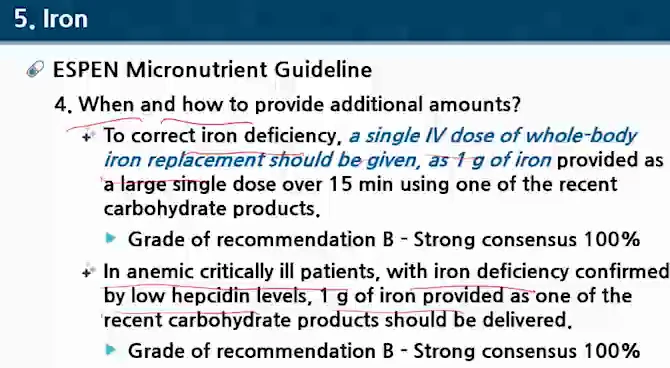 5. Iron
ESPEN Micronutrient Guideline
4. When and how to provide additional amounts?
To correct iron deficiency, a single IV dose of whole-body
iron replacement should be given, as 1 g of iron provided as
a large single dose over 15 min using one of the recent
carbohydrate products.
Grade of recommendation B - Strong consensus 100%
In anemic critically ill patients, with iron deficiency confirmed
by low hepcidin levels, 1 g of iron provided as one of the
recent carbohydrate products should be delivered.
Grade of recommendation B - Strong consensus 100%